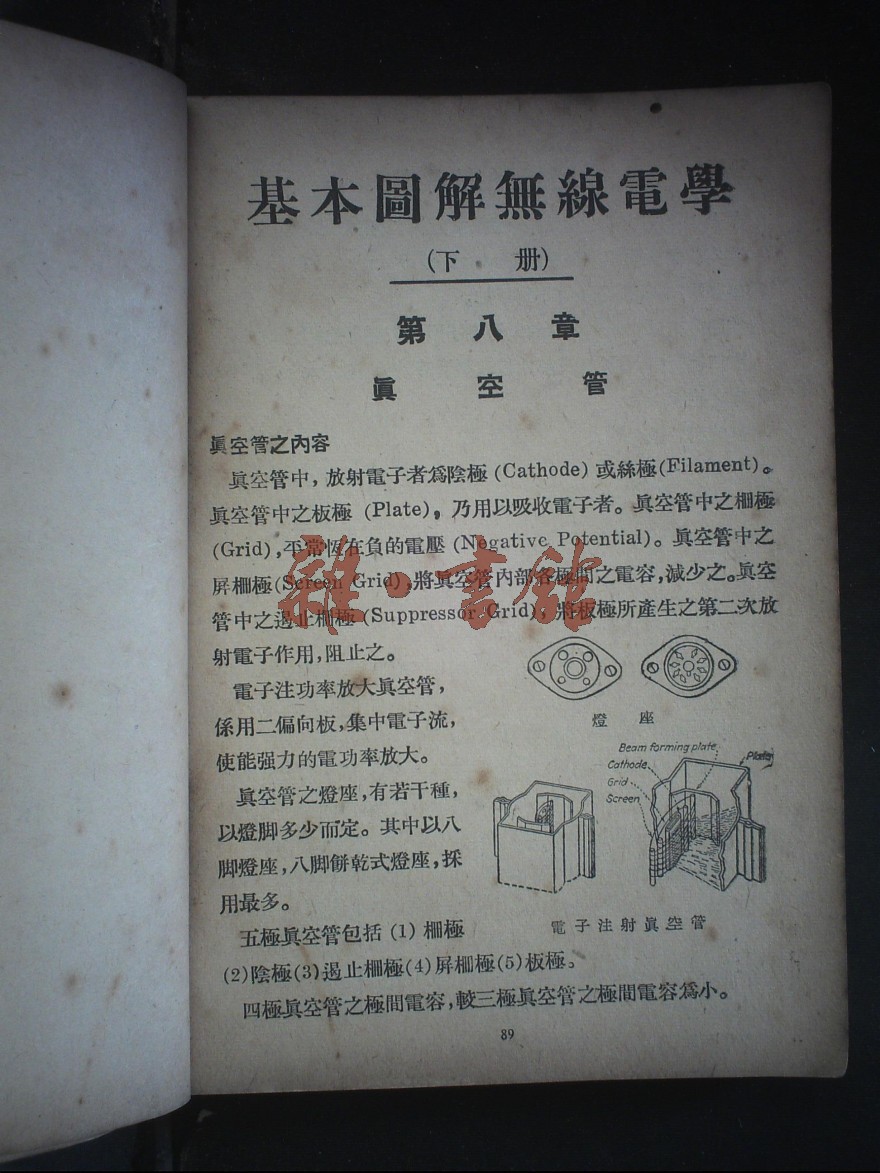 基本圖解無線電學
(下册)
第八章
眞空管
眞空管之內容
眞空管中，放射電子者爲陰極 (Cathode) 或絲極(Filament)。
眞空管中之板極 (Plate)，乃用以吸收電子者。眞空管中之柵極
(Grid)，平常恆在負的電壓 (Negative Potential)。眞空管中之
屏柵極(Screen Grid)，將眞空管內部各極間之電容，減少之。眞空
管中之遏止柵極 (Suppressor Grid)，將板極所產生之第二次放
射電子作用，阻止之。
電子注功率放大眞空管，
係用二偏向板，集中電子流，
使能强力的電功率放大。
眞空管之燈座，有若干種，
以燈脚多少而定。其中以八
脚燈座，八脚餅乾式燈座，採
用最多。
燈座
Beam forming plate
Cathode
Plate
Grid
Screen
電子注射眞空管
五極眞空管包括 (1) 柵極
(2)陰極(3)遏止柵極(4)屏柵極(5)板極。
四極眞空管之極間電容，較三極眞空管之極間電容爲小。
89
雜·書館